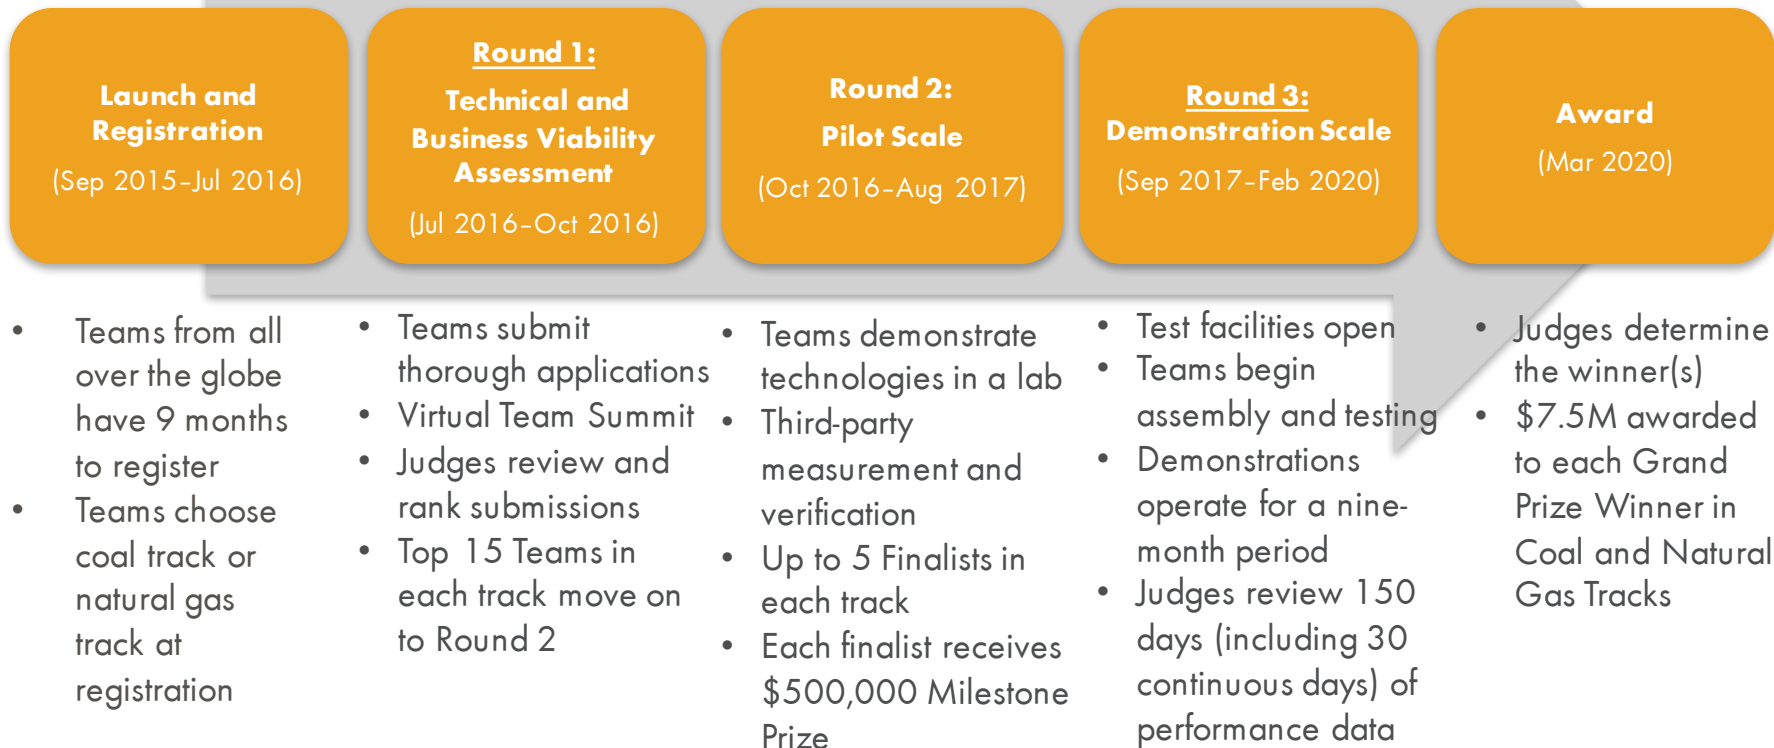 Launch and
Registration
(Sep 2015–Jul 2016)
Round 1:
Technical and
Business Viability
Assessment
(Jul 2016–Oct 2016)
Round 2:
Pilot Scale
(Oct 2016–Aug 2017)
Round 3:
Demonstration Scale
(Sep 2017–Feb 2020)
Award
(Mar 2020)
• Teams from all
over the globe
have 9 months
to register
• Teams choose
coal track or
natural gas
track at
registration
• Teams submit
thorough applications
• Virtual Team Summit
• Judges review and
rank submissions
• Top 15 Teams in
each track move on
to Round 2
• Teams demonstrate
technologies in a lab
• Third-party
measurement and
verification
• Up to 5 Finalists in
each track
• Each finalist receives
$500,000 Milestone
Prize
• Test facilities open
• Teams begin
assembly and testing
• Demonstrations
operate for a nine-
month period
• Judges review 150
days (including 30
continuous days) of
performance data
• Judges determine
the winner(s)
• $7.5M awarded
to each Grand
Prize Winner in
Coal and Natural
Gas Tracks